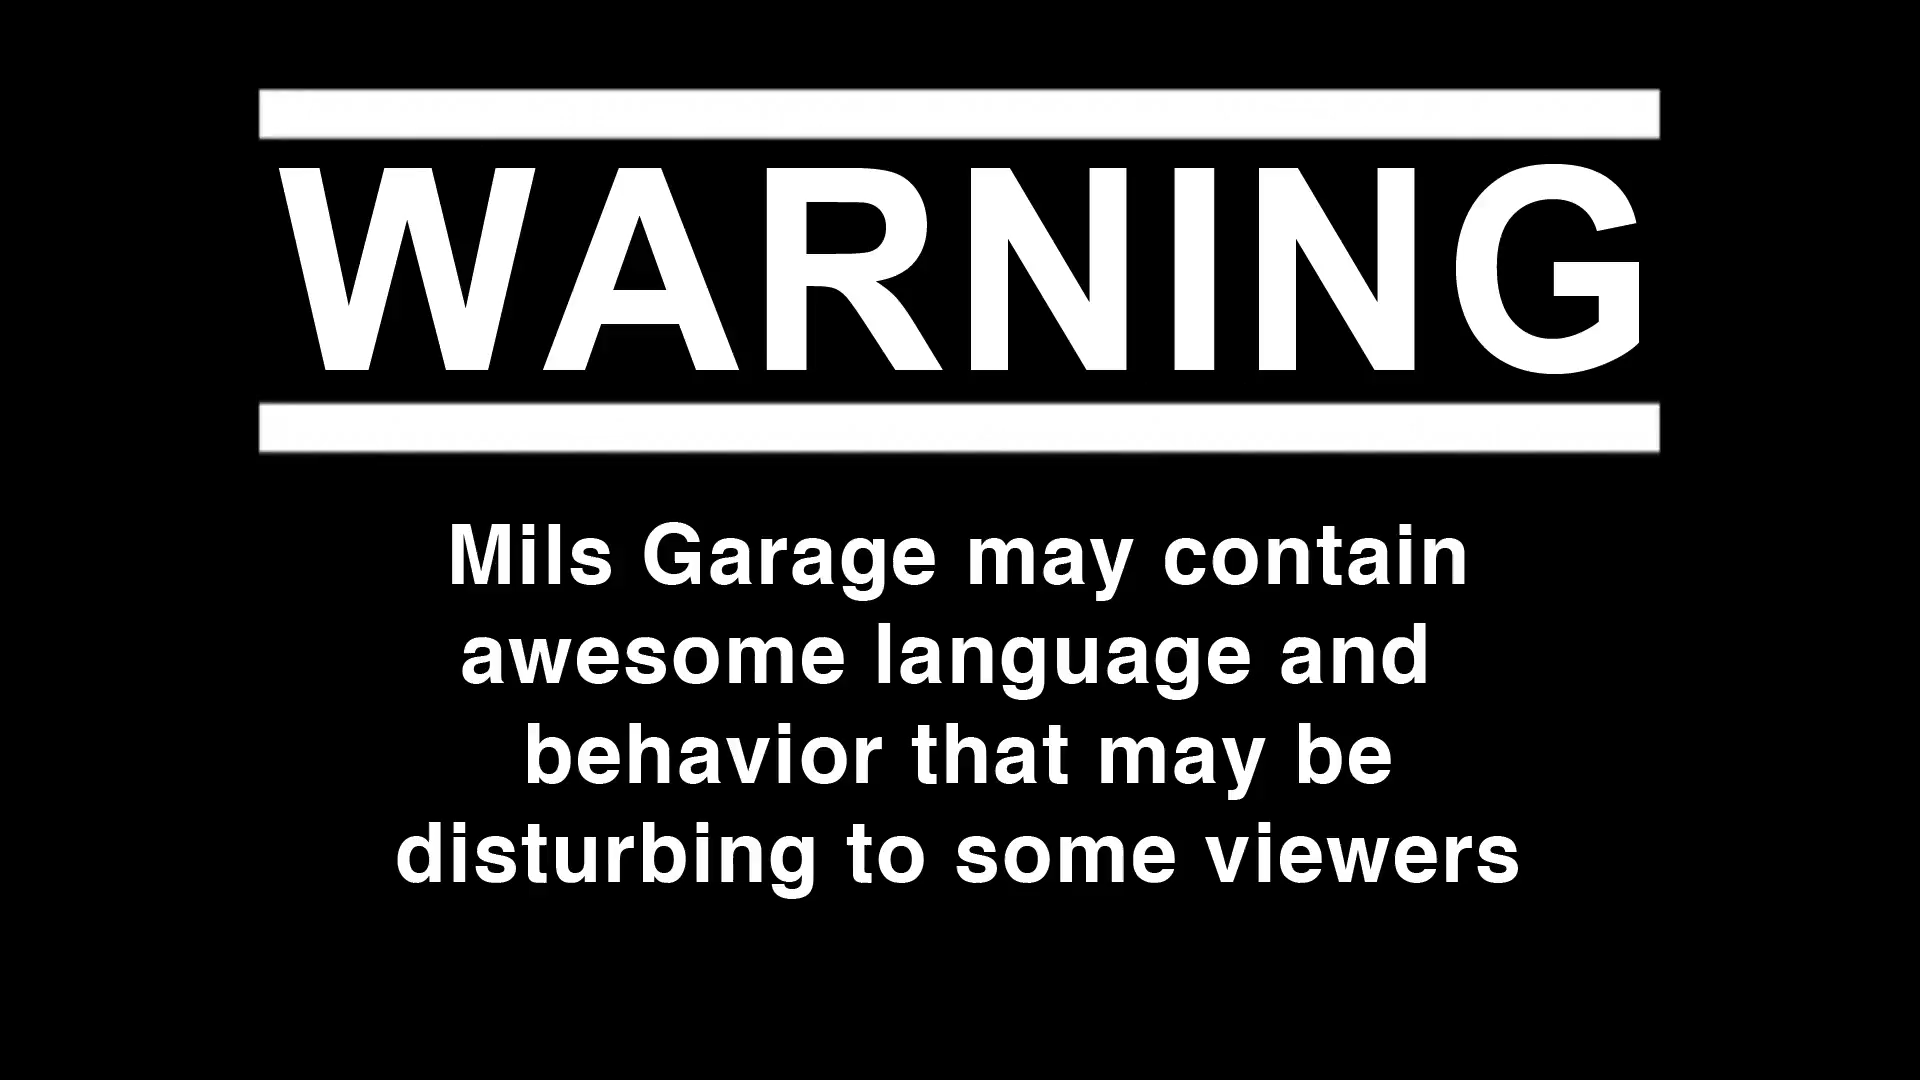 WARNING
Mils Garage may contain
awesome language and
behavior that may be
disturbing to some viewers